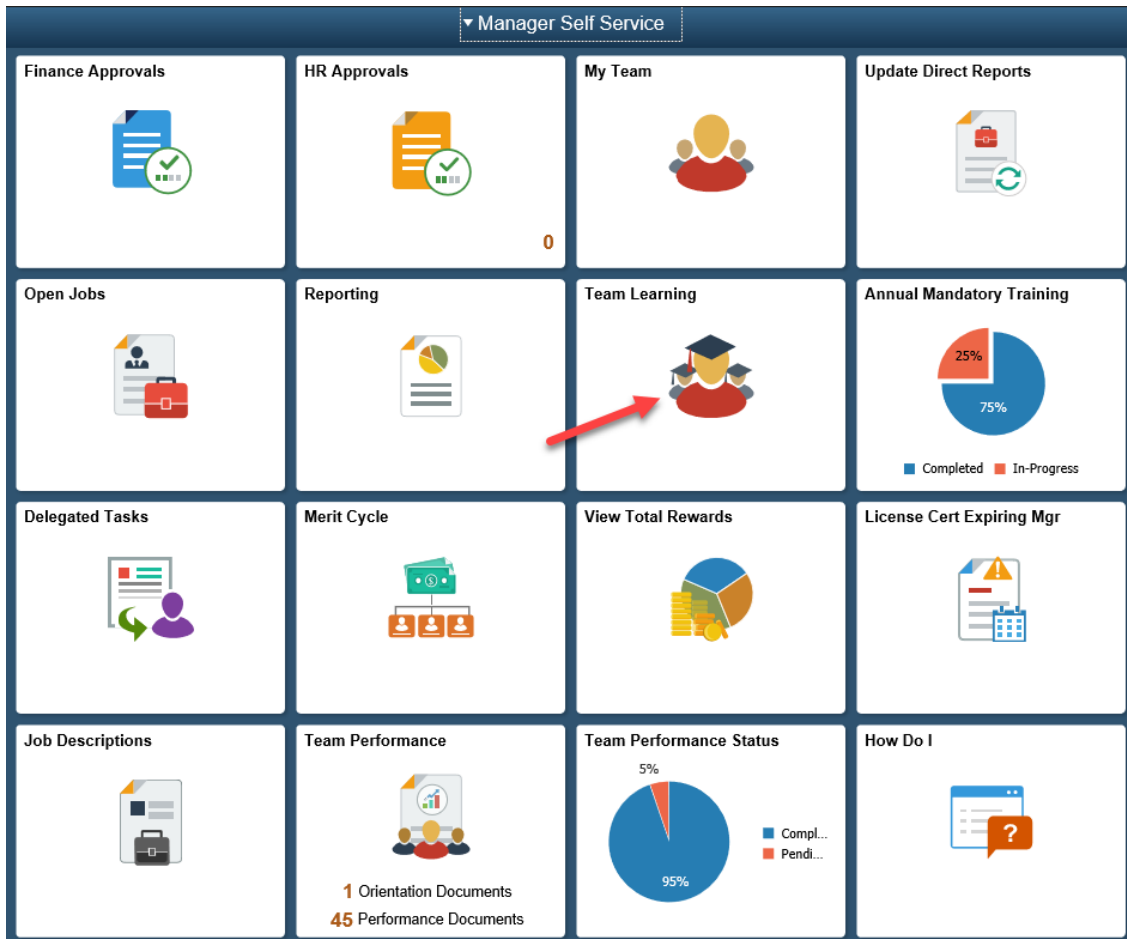 Manager Self Service
Finance Approvals
HR Approvals
0
My Team
Update Direct Reports
Open Jobs
Reporting
Team Learning
Annual Mandatory Training
25%
75%
Completed
In-Progress
Delegated Tasks
Merit Cycle
$
View Total Rewards
License Cert Expiring Mgr
!
Job Descriptions
Team Performance
1 Orientation Documents
45 Performance Documents
Team Performance Status
5%
95%
Compl...
Pendi...
How Do I
?